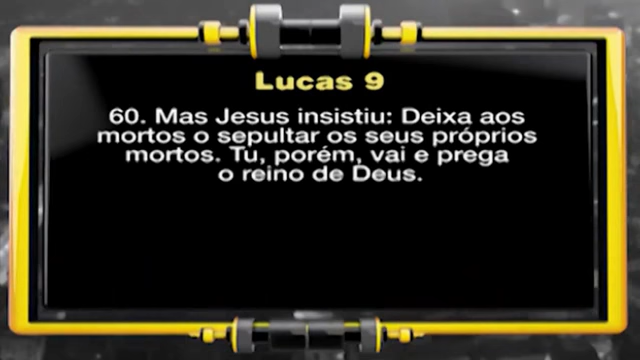 Lucas 9
60. Mas Jesus insistiu: Deixa aos
mortos o sepultar os seus próprios
mortos. Tu, porém, vai e prega
o reino de Deus.